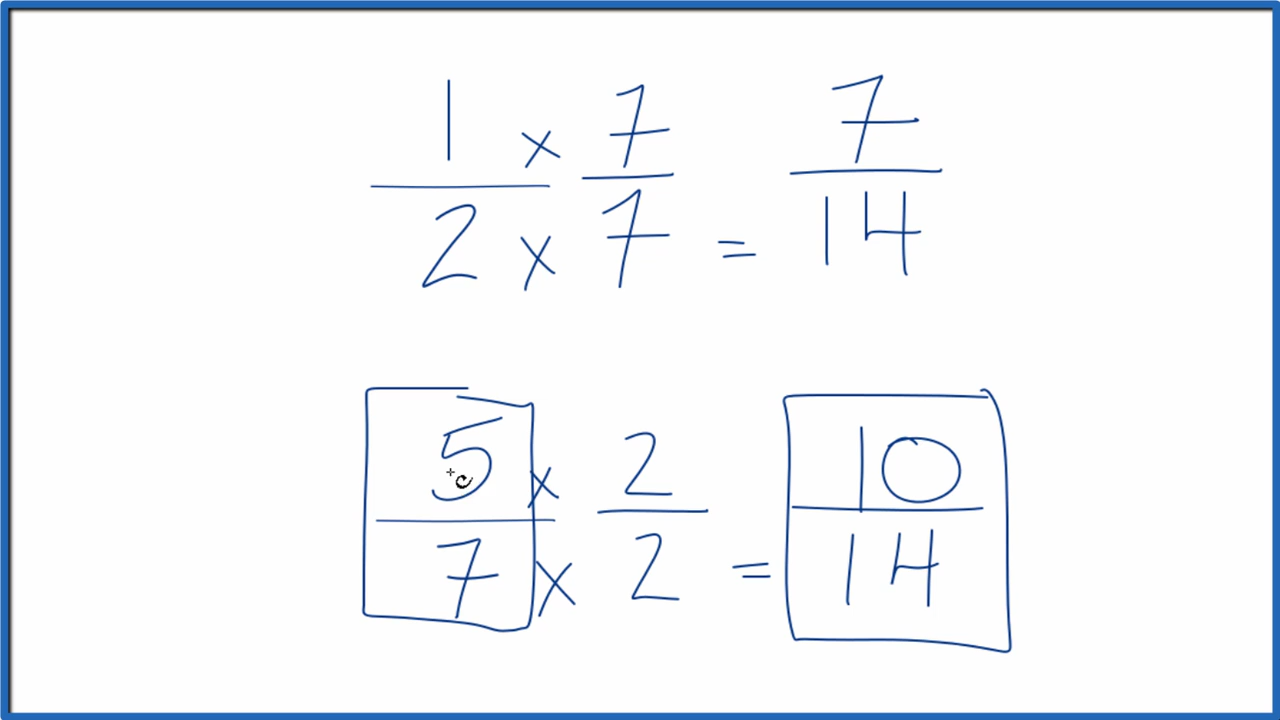 1 × 7 7
2 × 7 = 14
5 × 2 10
7 × 2 = 14